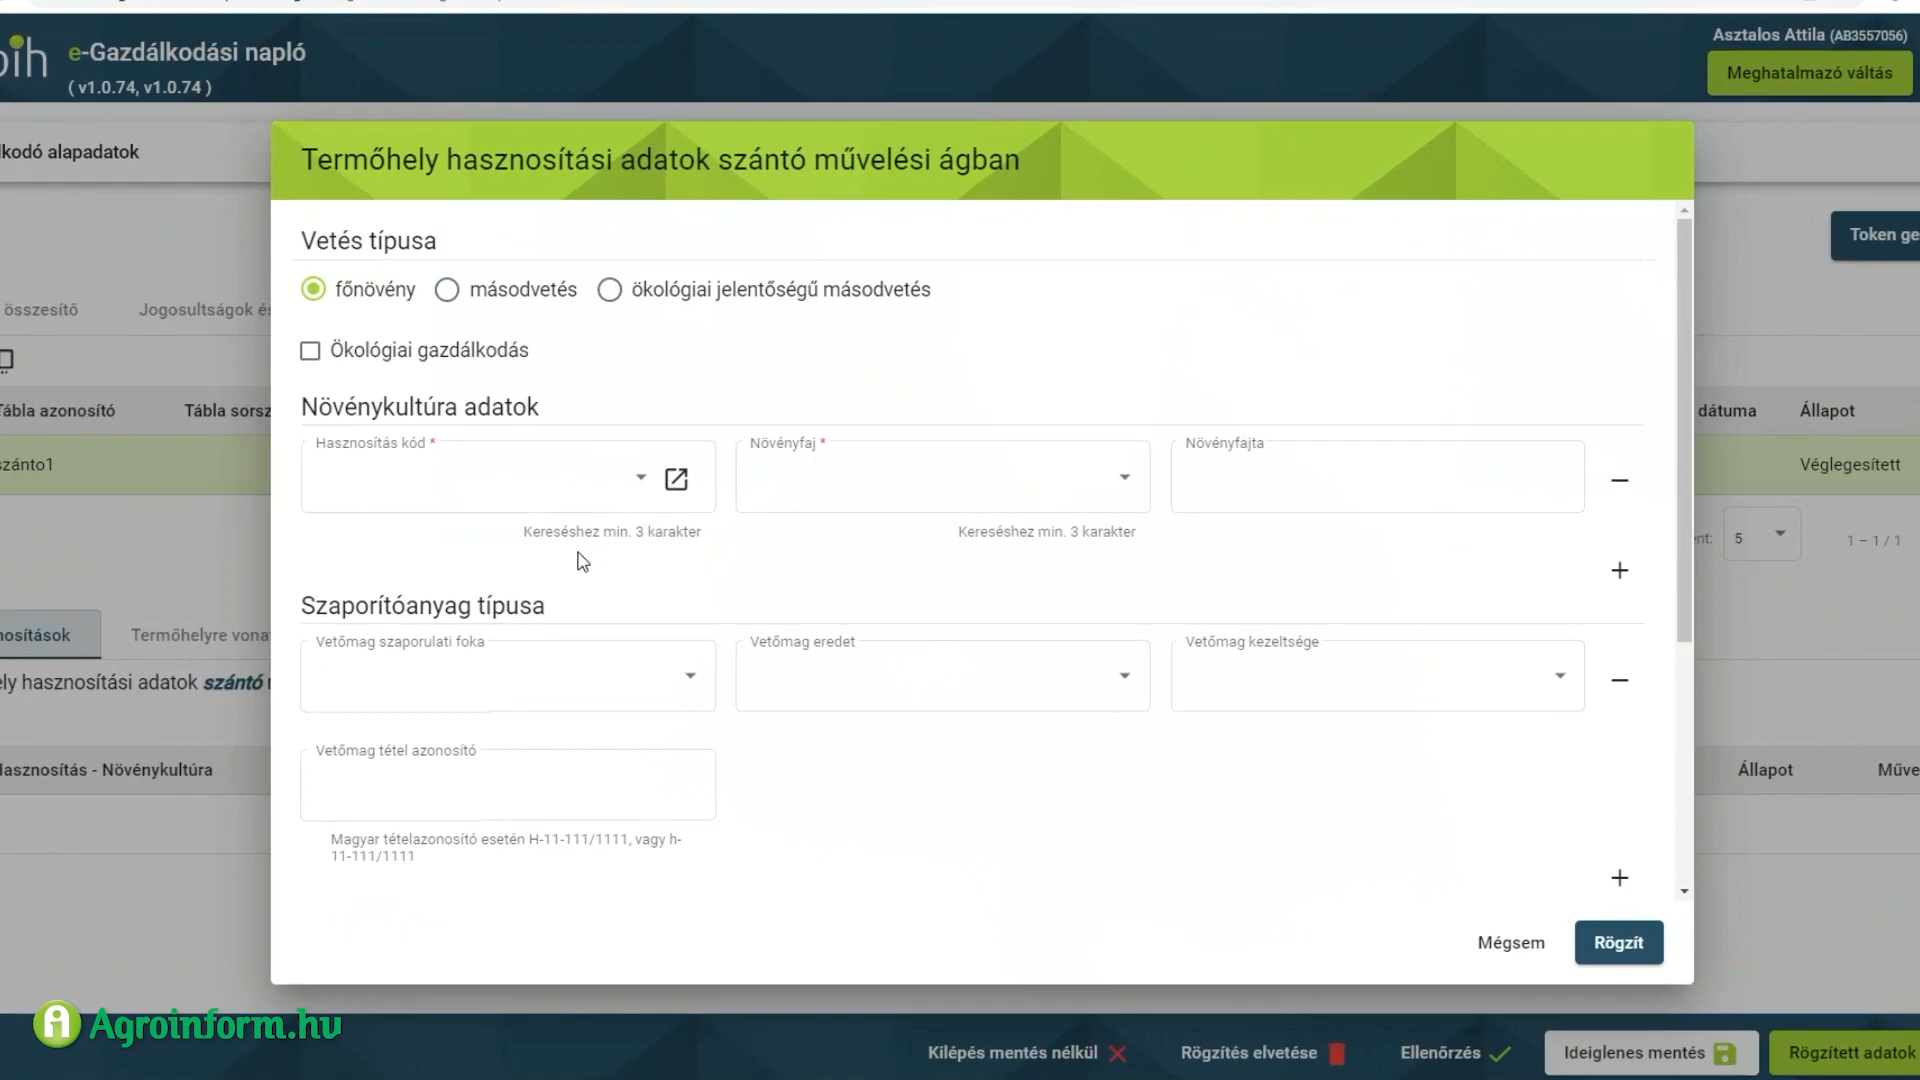 e-Gazdálkodási napló
( v1.0.74, v1.0.74 )
Asztalos Attila (AB3557056)
Meghatalmazó váltás
kodó alapadatok
Termőhely hasznosítási adatok szántó művelési ágban
Token ge
Vetés típusa
főnövény másodvetés ökológiai jelentőségű másodvetés
összesítő Jogosultságok és
Ökológiai gazdálkodás
Tábla azonosító Tábla sorsz
dátuma Állapot
Növénykultúra adatok
Hasznosítás kód * Növényfaj * Növényfajta
szánto1
Véglegesített
Kereséshez min. 3 karakter Kereséshez min. 3 karakter
5 1 – 1 / 1
Szaporítóanyag típusa
nosítások Termőhelyre vona
Vetőmag szaporulati foka Vetőmag eredet Vetőmag kezeltsége
ely hasznosítási adatok szántó
Vetőmag tétel azonosító
Hasznosítás - Növénykultúra
Állapot Műve
Magyar tételazonosító esetén H-11-111/1111, vagy h-
11-111/1111
Mégsem Rögzít
Agroinform.hu
Kilépés mentés nélkül Rögzítés elvetése Ellenőrzés Ideiglenes mentés Rögzített adatok